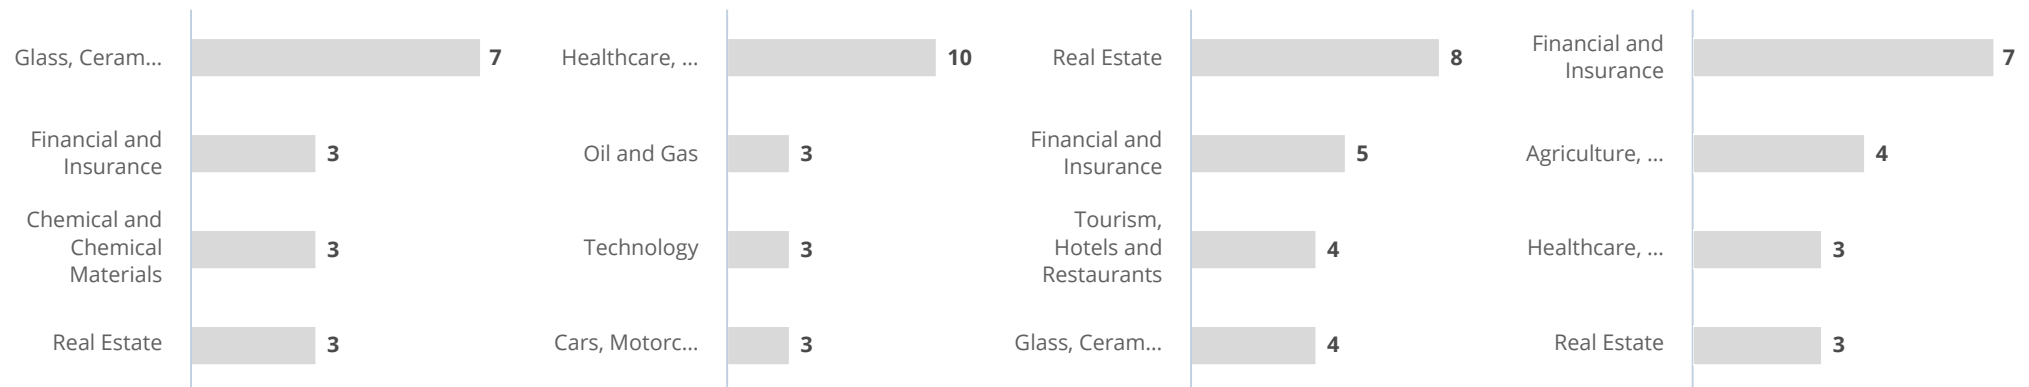 Glass, Ceram...
7
Financial and
Insurance
3
Chemical and
Chemical
Materials
3
Real Estate
3
Healthcare, ...
10
Oil and Gas
3
Technology
3
Cars, Motorc...
3
Real Estate
8
Financial and
Insurance
5
Tourism,
Hotels and
Restaurants
4
Glass, Ceram...
4
Financial and
Insurance
7
Agriculture, ...
4
Healthcare, ...
3
Real Estate
3